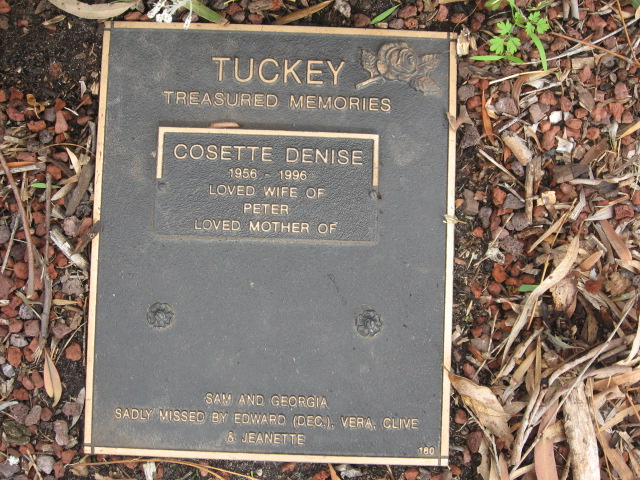 TUCKEY
TREASURED MEMORIES
COSETTE DENISE
1956 - 1996
LOVED WIFE OF
PETER
LOVED MOTHER OF
SAM AND GEORGIA
SADLY MISSED BY EDWARD (DEC.), VERA, CLIVE
& JEANETTE
160